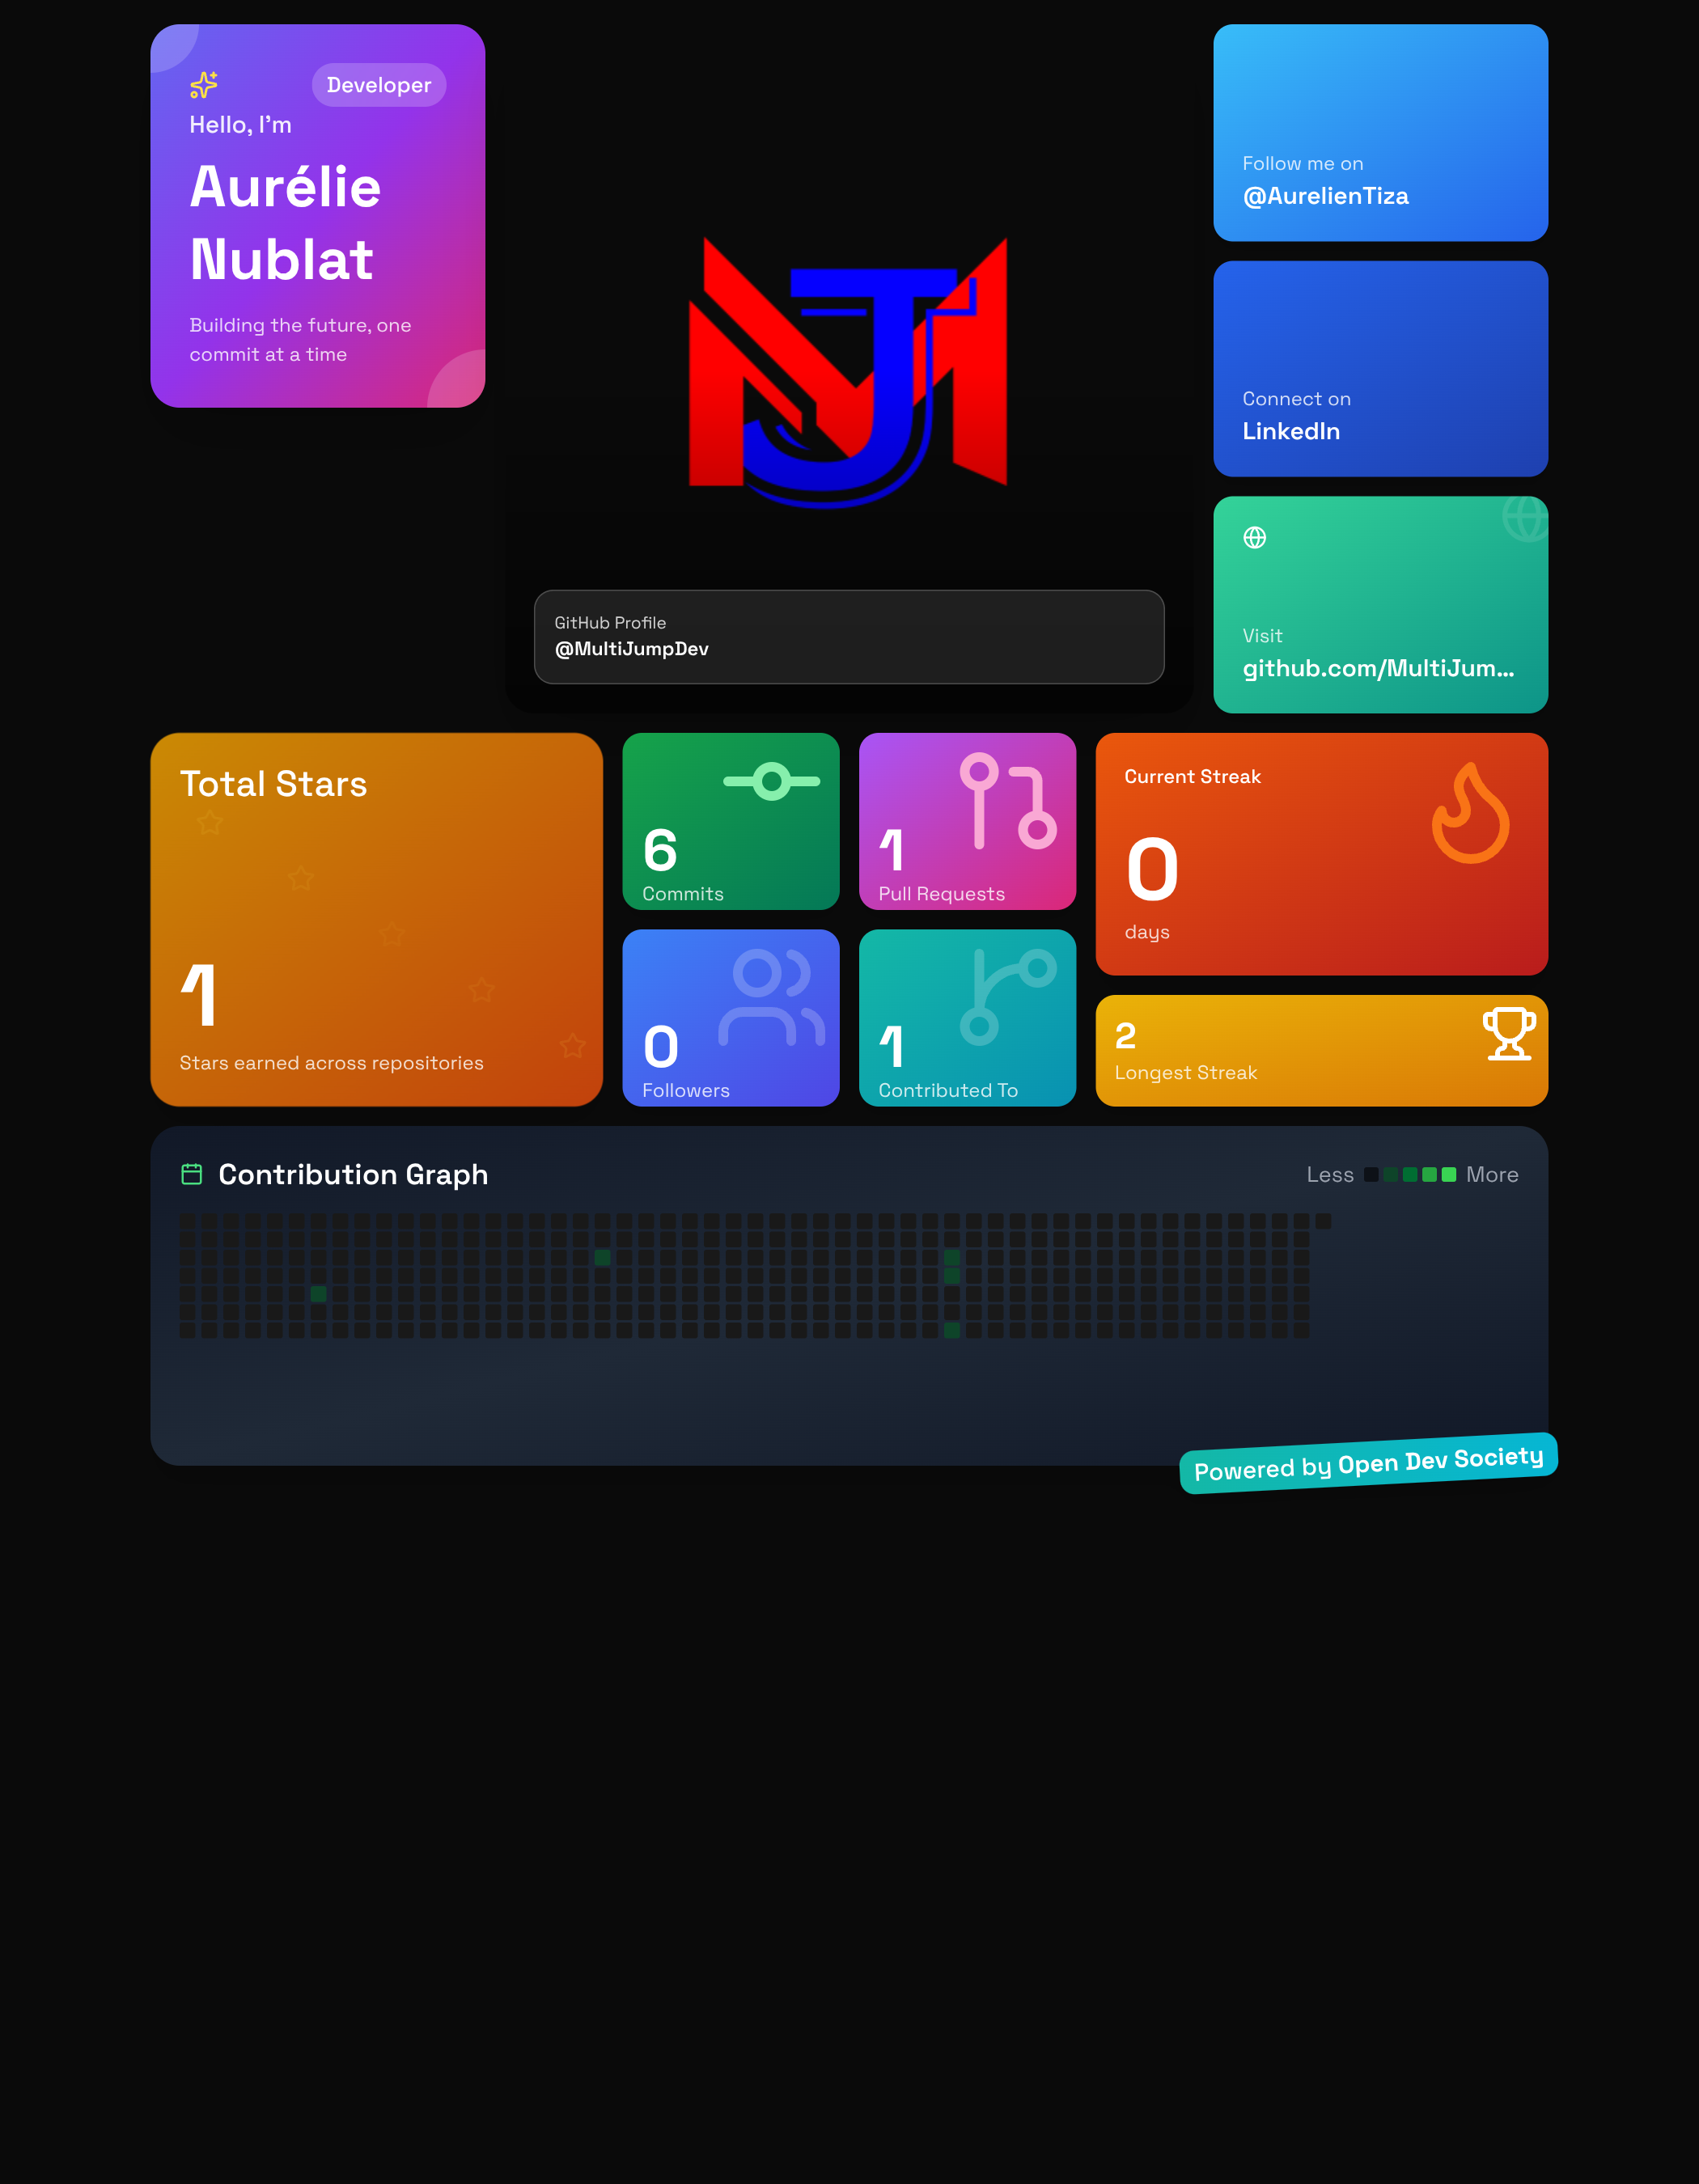 Developer
Hello, I'm
Aurélie
Nublat
Building the future, one
commit at a time
MJ
GitHub Profile
@MultiJumpDev
Follow me on
@AurelienTiza
Connect on
LinkedIn
Visit
github.com/MultiJum...
Total Stars
1
Stars earned across repositories
6
Commits
1
Pull Requests
0
Followers
1
Contributed To
Current Streak
0
days
2
Longest Streak
Contribution Graph
Less
More
Powered by Open Dev Society